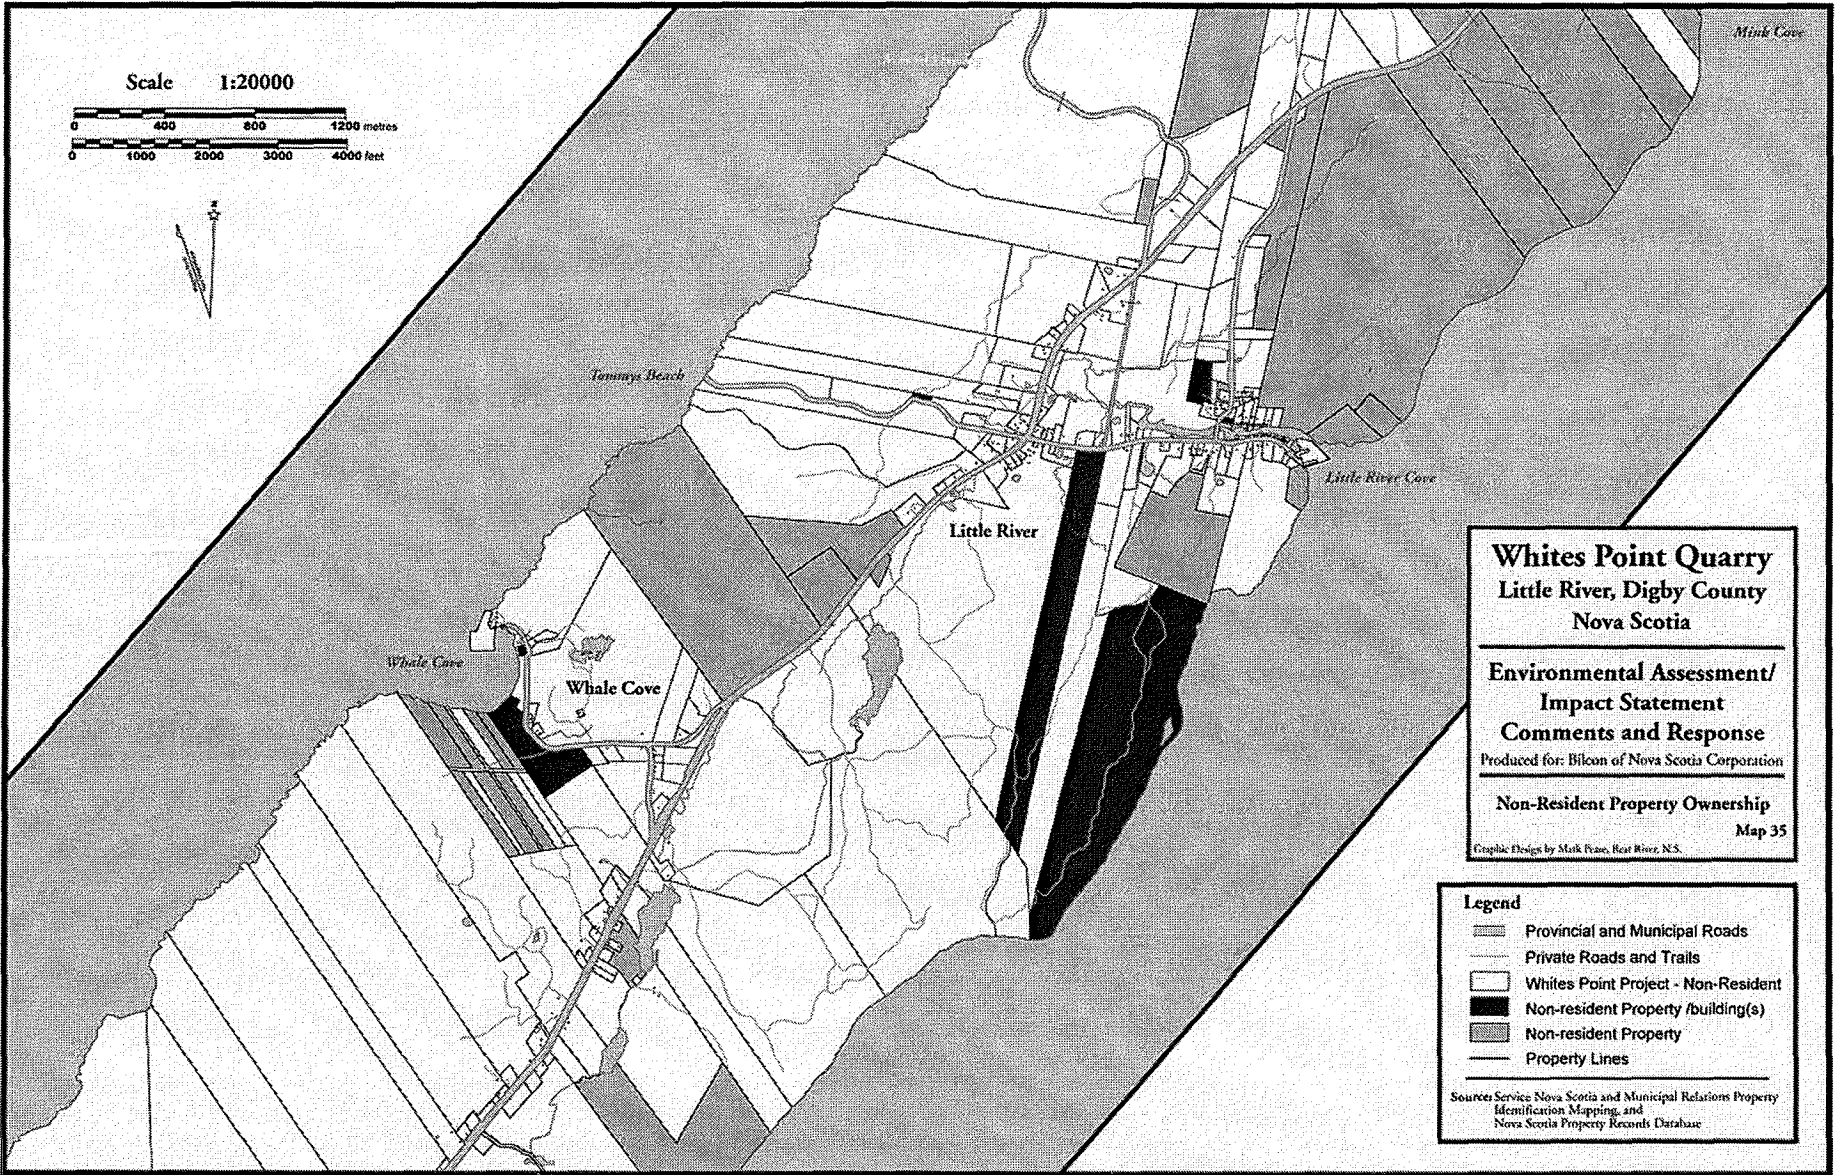 Scale 1:20000
0 400 800 1200 metres
0 1000 2000 3000 4000 feet
N
Mink Cove
Tommys Beach
Little River Cove
Little River
Whale Cove
Whale Cove
Whites Point Quarry
Little River, Digby County
Nova Scotia
Environmental Assessment/
Impact Statement
Comments and Response
Produced for: Bilcon of Nova Scotia Corporation
Non-Resident Property Ownership
Map 35
Graphic Design by Mark Pease, Bear River, N.S.
Legend
Provincial and Municipal Roads
Private Roads and Trails
Whites Point Project - Non-Resident
Non-resident Property /building(s)
Non-resident Property
Property Lines
Source: Service Nova Scotia and Municipal Relations Property
Identification Mapping, and
Nova Scotia Property Records Database